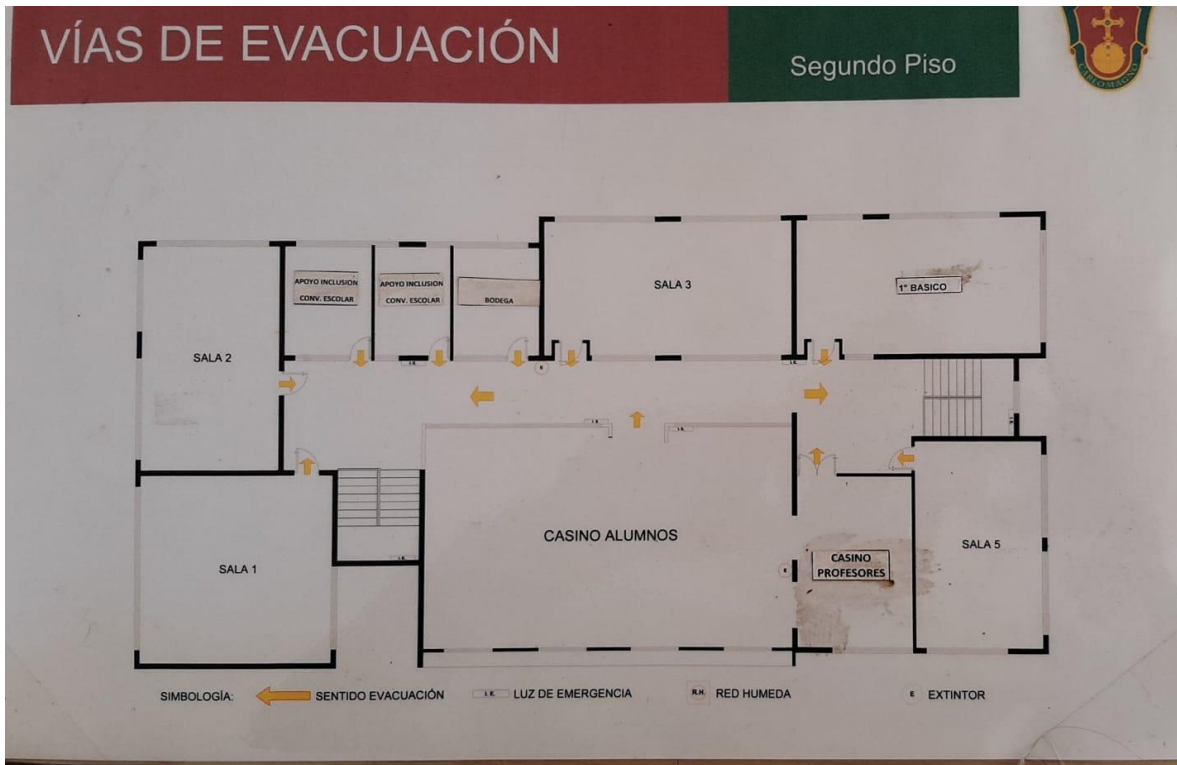 VÍAS DE EVACUACIÓN
Segundo Piso
CARLOMAGNO
APOYO INCLUSION
CONV. ESCOLAR
APOYO INCLUSION
CONV. ESCOLAR
BODEGA
SALA 3
1° BASICO
SALA 2
I.E.
I.E.
E
I.E.
I.E.
I.E.
CASINO ALUMNOS
SALA 5
I.E.
SALA 1
E
CASINO
PROFESORES
SIMBOLOGÍA:
SENTIDO EVACUACIÓN
I.E. LUZ DE EMERGENCIA
R.H. RED HUMEDA
E EXTINTOR